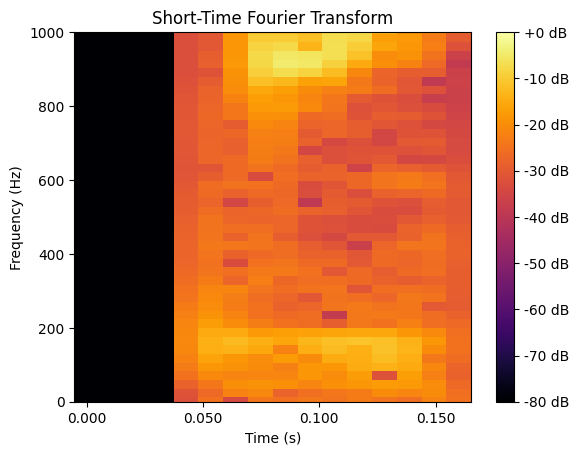 Short-Time Fourier Transform
1000
800
600
400
200
0
Frequency (Hz)
0.000
0.050
0.100
0.150
Time (s)
+0 dB
-10 dB
-20 dB
-30 dB
-40 dB
-50 dB
-60 dB
-70 dB
-80 dB